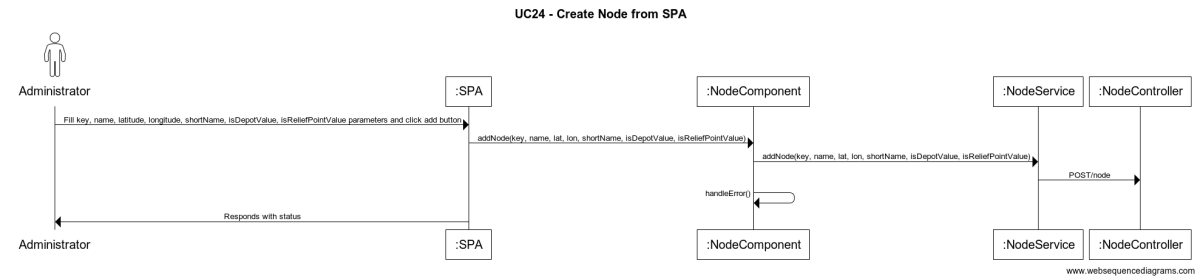 UC24 - Create Node from SPA
Administrator
:SPA
:NodeComponent
:NodeService
:NodeController
Fill key, name, latitude, longitude, shortName, isDepotValue, isReliefPointValue parameters and click add button
addNode(key, name, lat, lon, shortName, isDepotValue, isReliefPointValue)
addNode(key, name, lat, lon, shortName, isDepotValue, isReliefPointValue)
POST/node
handleError()
Responds with status
Administrator
:SPA
:NodeComponent
:NodeService
:NodeController
www.websequencediagrams.com